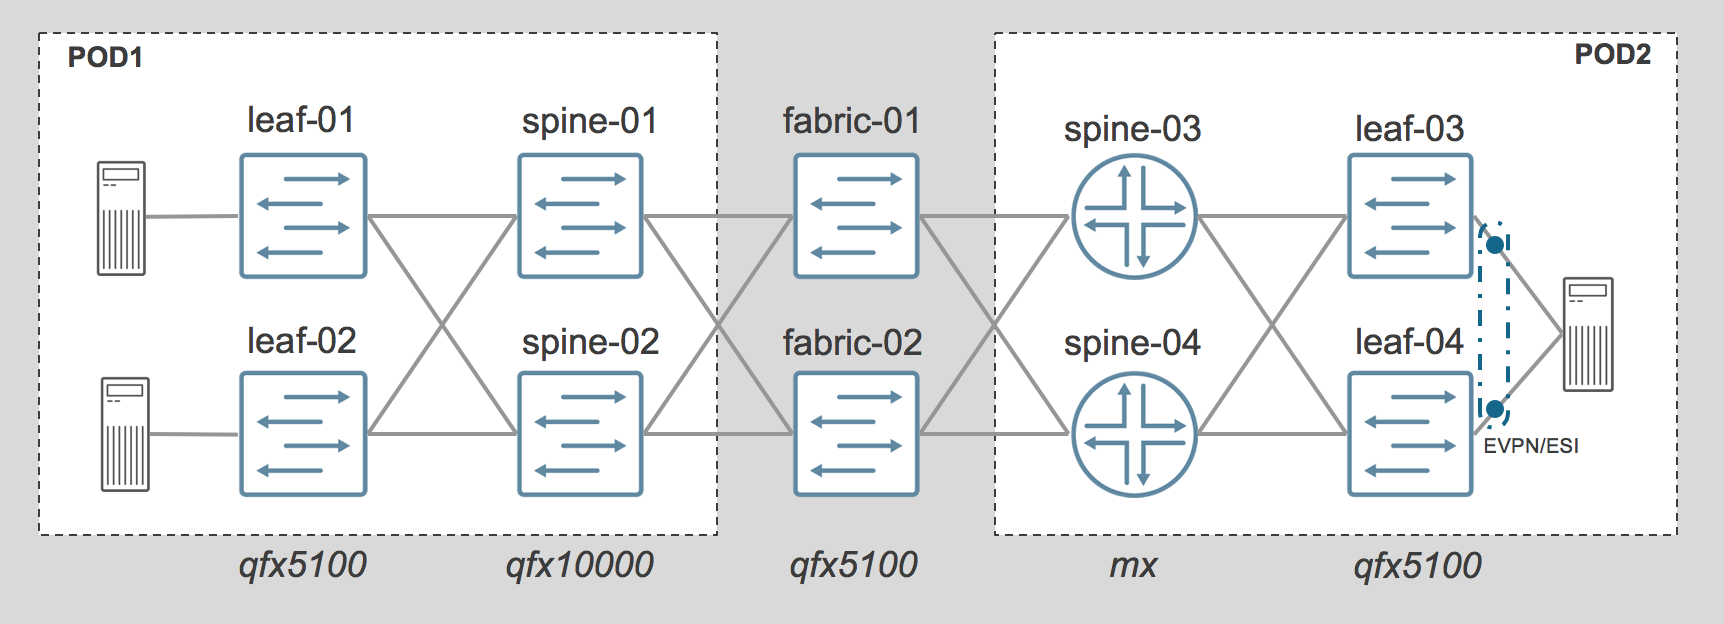 POD1
POD2
leaf-01
spine-01
fabric-01
spine-03
leaf-03
leaf-02
spine-02
fabric-02
spine-04
leaf-04
EVPN/ESI
qfx5100
qfx10000
qfx5100
mx
qfx5100